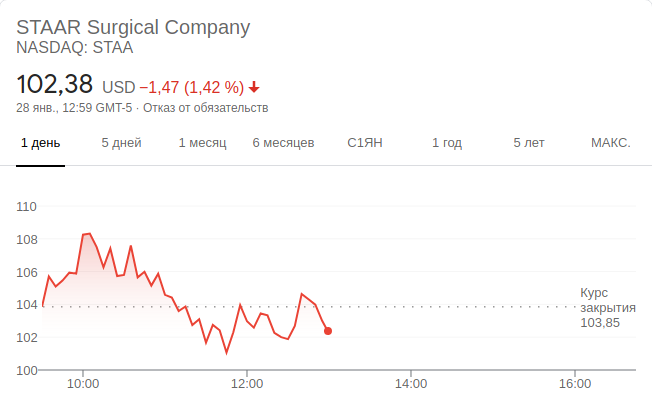 STAAR Surgical Company
NASDAQ: STAA
102,38 USD −1,47 (1,42 %)
28 янв., 12:59 GMT-5 · Отказ от обязательств
1 день 5 дней 1 месяц 6 месяцев С1ЯН 1 год 5 лет МАКС.
110
108
106
104
102
100
Курс
закрытия
103,85
10:00 12:00 14:00 16:00